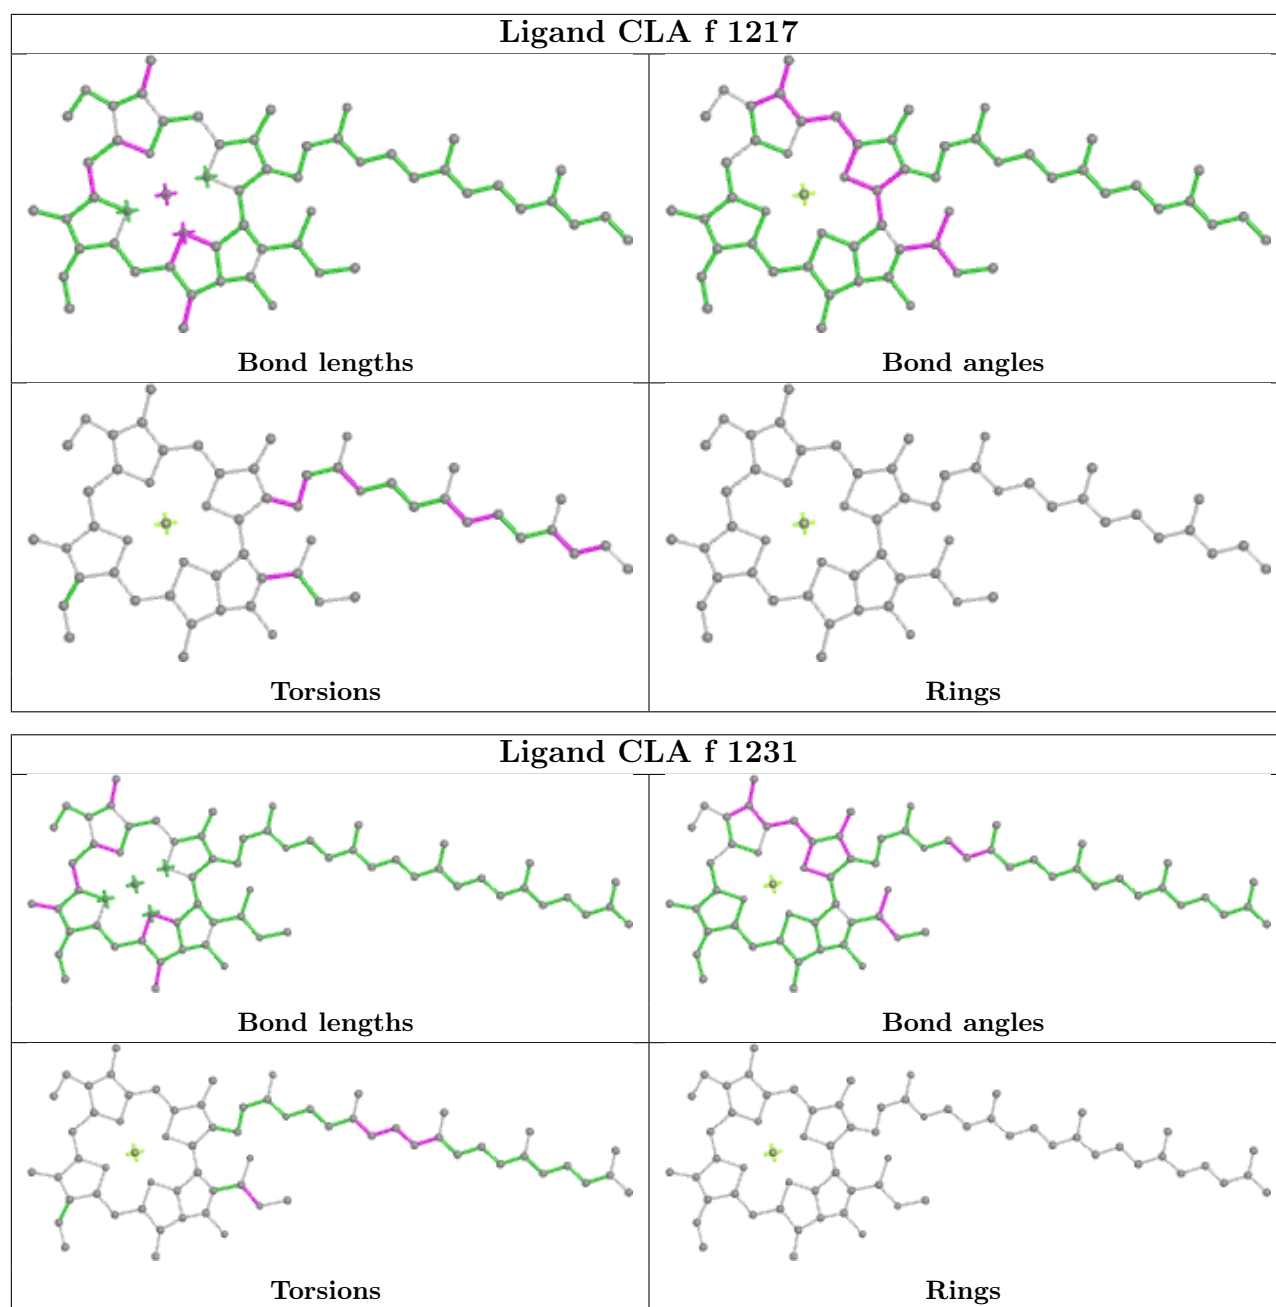 Ligand CLA f 1217
Bond lengths
Bond angles
Torsions
Rings
Ligand CLA f 1231
Bond lengths
Bond angles
Torsions
Rings